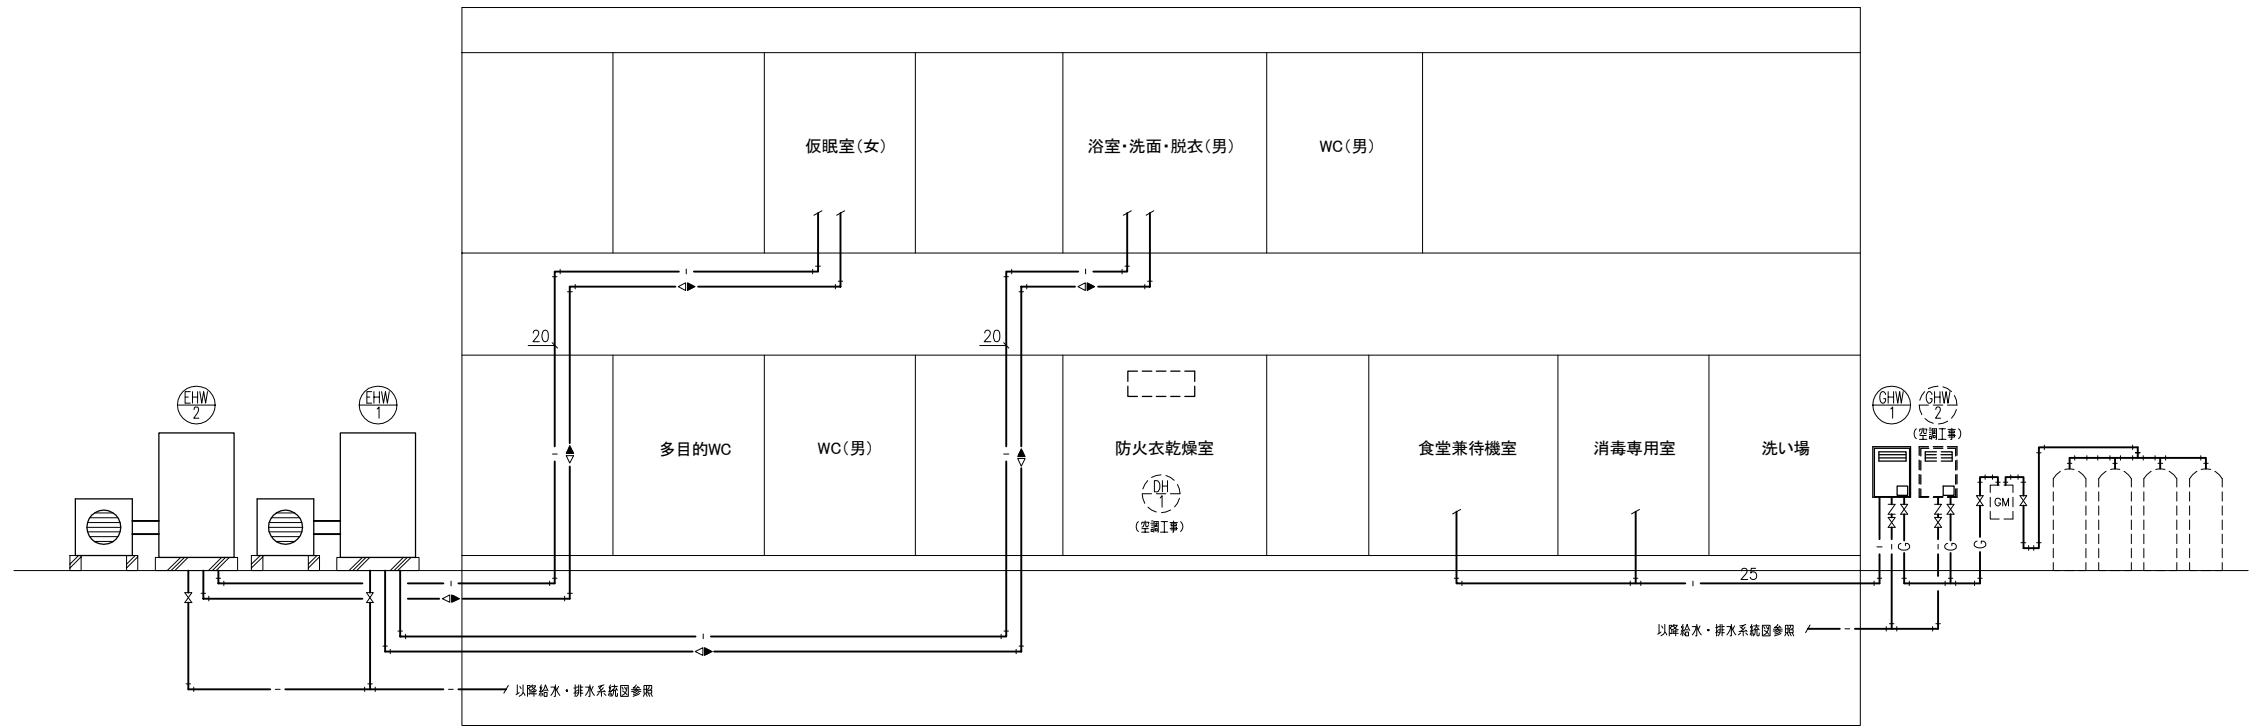 仮眠室(女)
浴室・洗面・脱衣(男)
WC(男)
20
20
EHW
2
EHW
1
多目的WC
WC(男)
防火衣乾燥室
DH
1
(空調工事)
食堂兼待機室
消毒専用室
洗い場
GHW
1
GHW
2
(空調工事)
GM
G
G
G
25
以降給水・排水系統図参照
以降給水・排水系統図参照